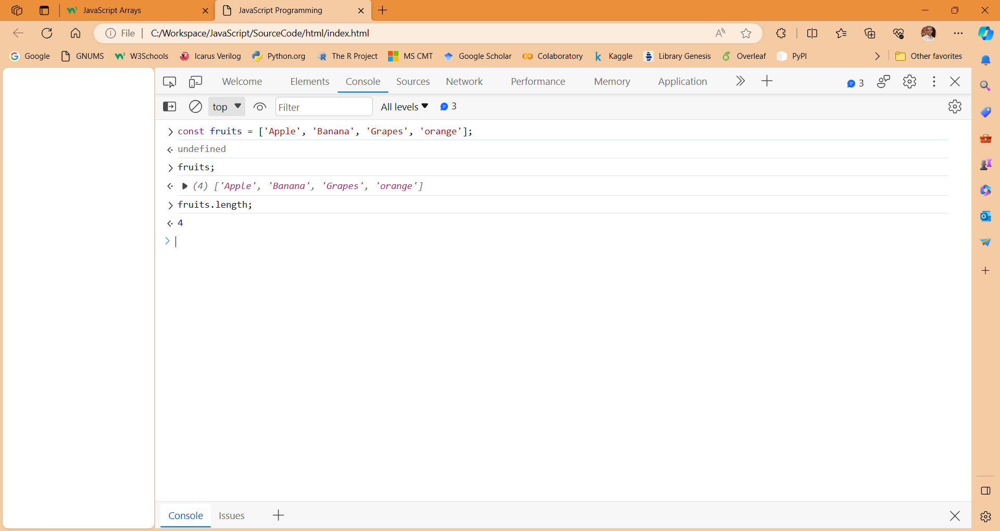 JavaScript Arrays
JavaScript Programming
File
C:/Workspace/JavaScript/SourceCode/html/index.html
Google GNUMS W3Schools Icarus Verilog Python.org The R Project MS CMT Google Scholar Colaboratory Kaggle Library Genesis Overleaf PyPI Other favorites
Welcome Elements Console Sources Network Performance Memory Application 3
top Filter All levels 3
const fruits = ['Apple', 'Banana', 'Grapes', 'orange'];
undefined
fruits;
(4) ['Apple', 'Banana', 'Grapes', 'orange']
fruits.length;
4
Console Issues